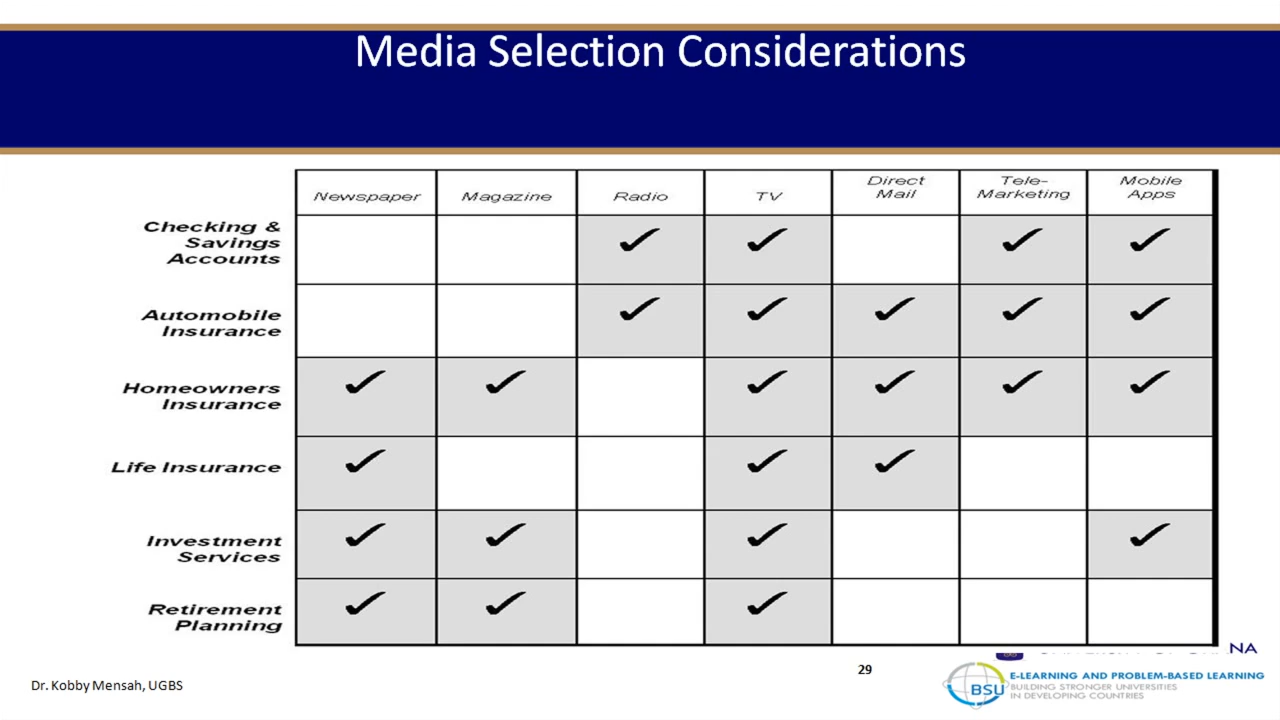 Media Selection Considerations
Newspaper Magazine Radio TV Direct Mail Tele-Marketing Mobile Apps
Checking &
Savings
Accounts
✓ ✓ ✓ ✓
Automobile
Insurance
✓ ✓ ✓ ✓ ✓
Homeowners
Insurance
✓ ✓ ✓ ✓ ✓ ✓
Life Insurance
✓ ✓ ✓
Investment
Services
✓ ✓ ✓ ✓
Retirement
Planning
✓ ✓ ✓
Dr. Kobby Mensah, UGBS
29
BSU
E-LEARNING AND PROBLEM-BASED LEARNING
BUILDING STRONGER UNIVERSITIES
IN DEVELOPING COUNTRIES